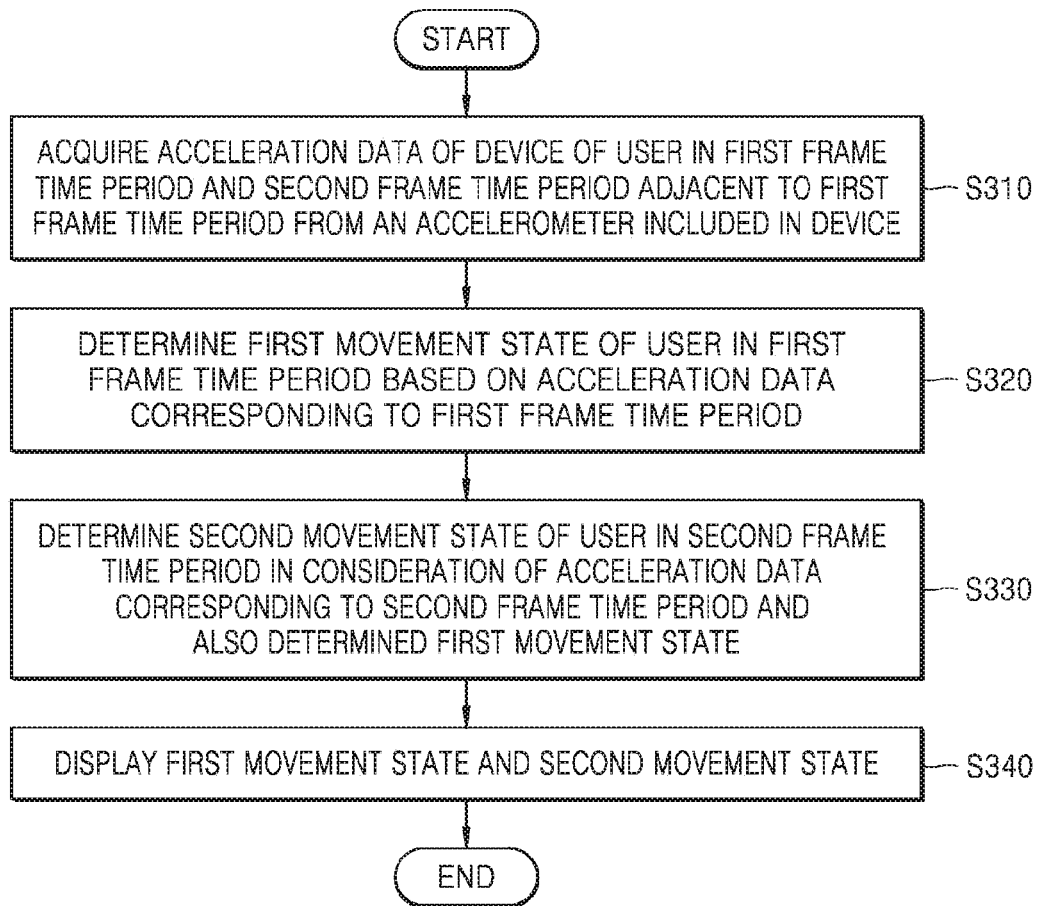 START
ACQUIRE ACCELERATION DATA OF DEVICE OF USER IN FIRST FRAME
TIME PERIOD AND SECOND FRAME TIME PERIOD ADJACENT TO FIRST
FRAME TIME PERIOD FROM AN ACCELEROMETER INCLUDED IN DEVICE
S310
DETERMINE FIRST MOVEMENT STATE OF USER IN FIRST
FRAME TIME PERIOD BASED ON ACCELERATION DATA
CORRESPONDING TO FIRST FRAME TIME PERIOD
S320
DETERMINE SECOND MOVEMENT STATE OF USER IN SECOND FRAME
TIME PERIOD IN CONSIDERATION OF ACCELERATION DATA
CORRESPONDING TO SECOND FRAME TIME PERIOD AND
ALSO DETERMINED FIRST MOVEMENT STATE
S330
DISPLAY FIRST MOVEMENT STATE AND SECOND MOVEMENT STATE
S340
END